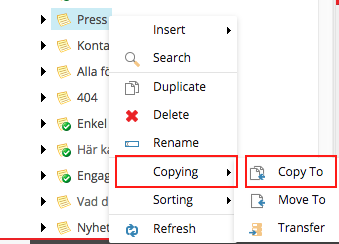 Press
Konta
Alla fö
404
Enkel
Här ka
Engag
Vad d
Nyhet
Insert
Search
Duplicate
Delete
Rename
Copying
Sorting
Refresh
Copy To
Move To
Transfer